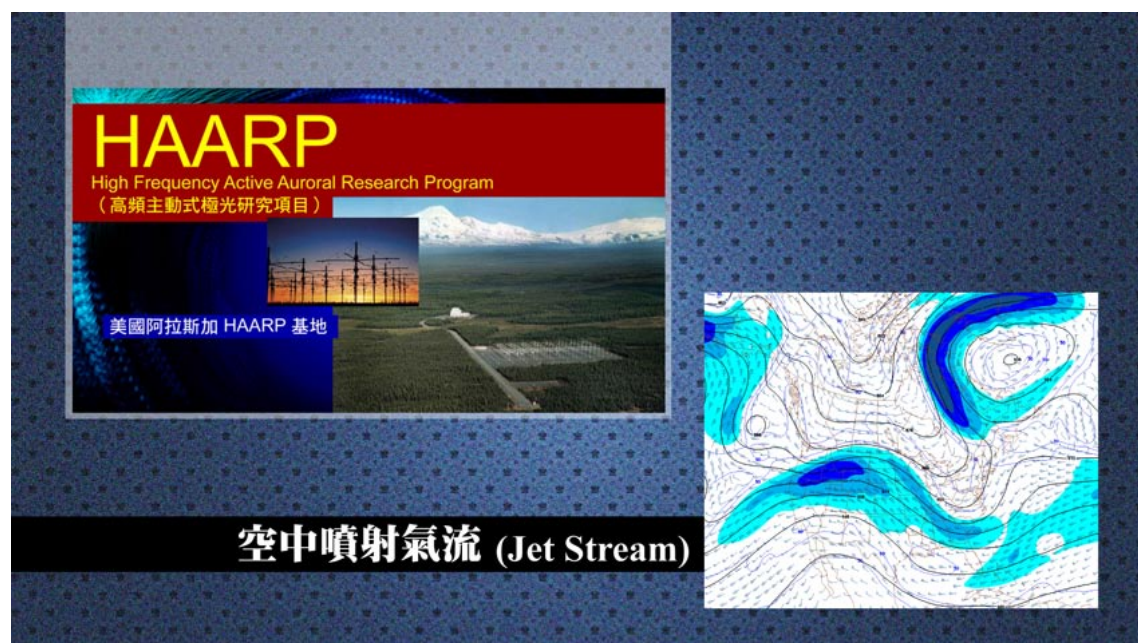 HAARP
High Frequency Active Auroral Research Program
（高頻主動式極光研究項目）
美國阿拉斯加 HAARP 基地
空中噴射氣流 (Jet Stream)